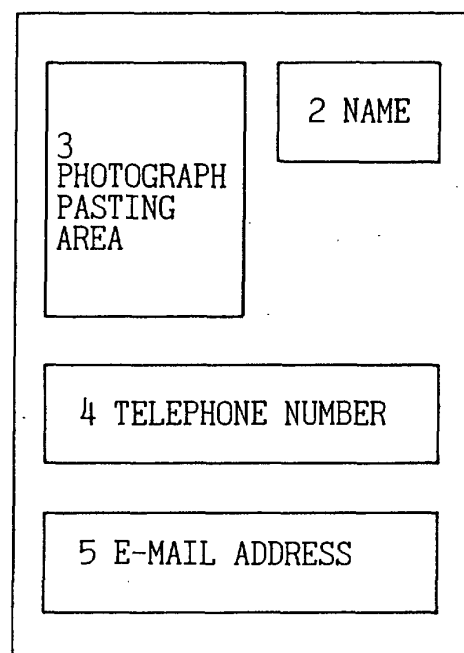 3
PHOTOGRAPH
PASTING
AREA
2 NAME
4 TELEPHONE NUMBER
5 E-MAIL ADDRESS